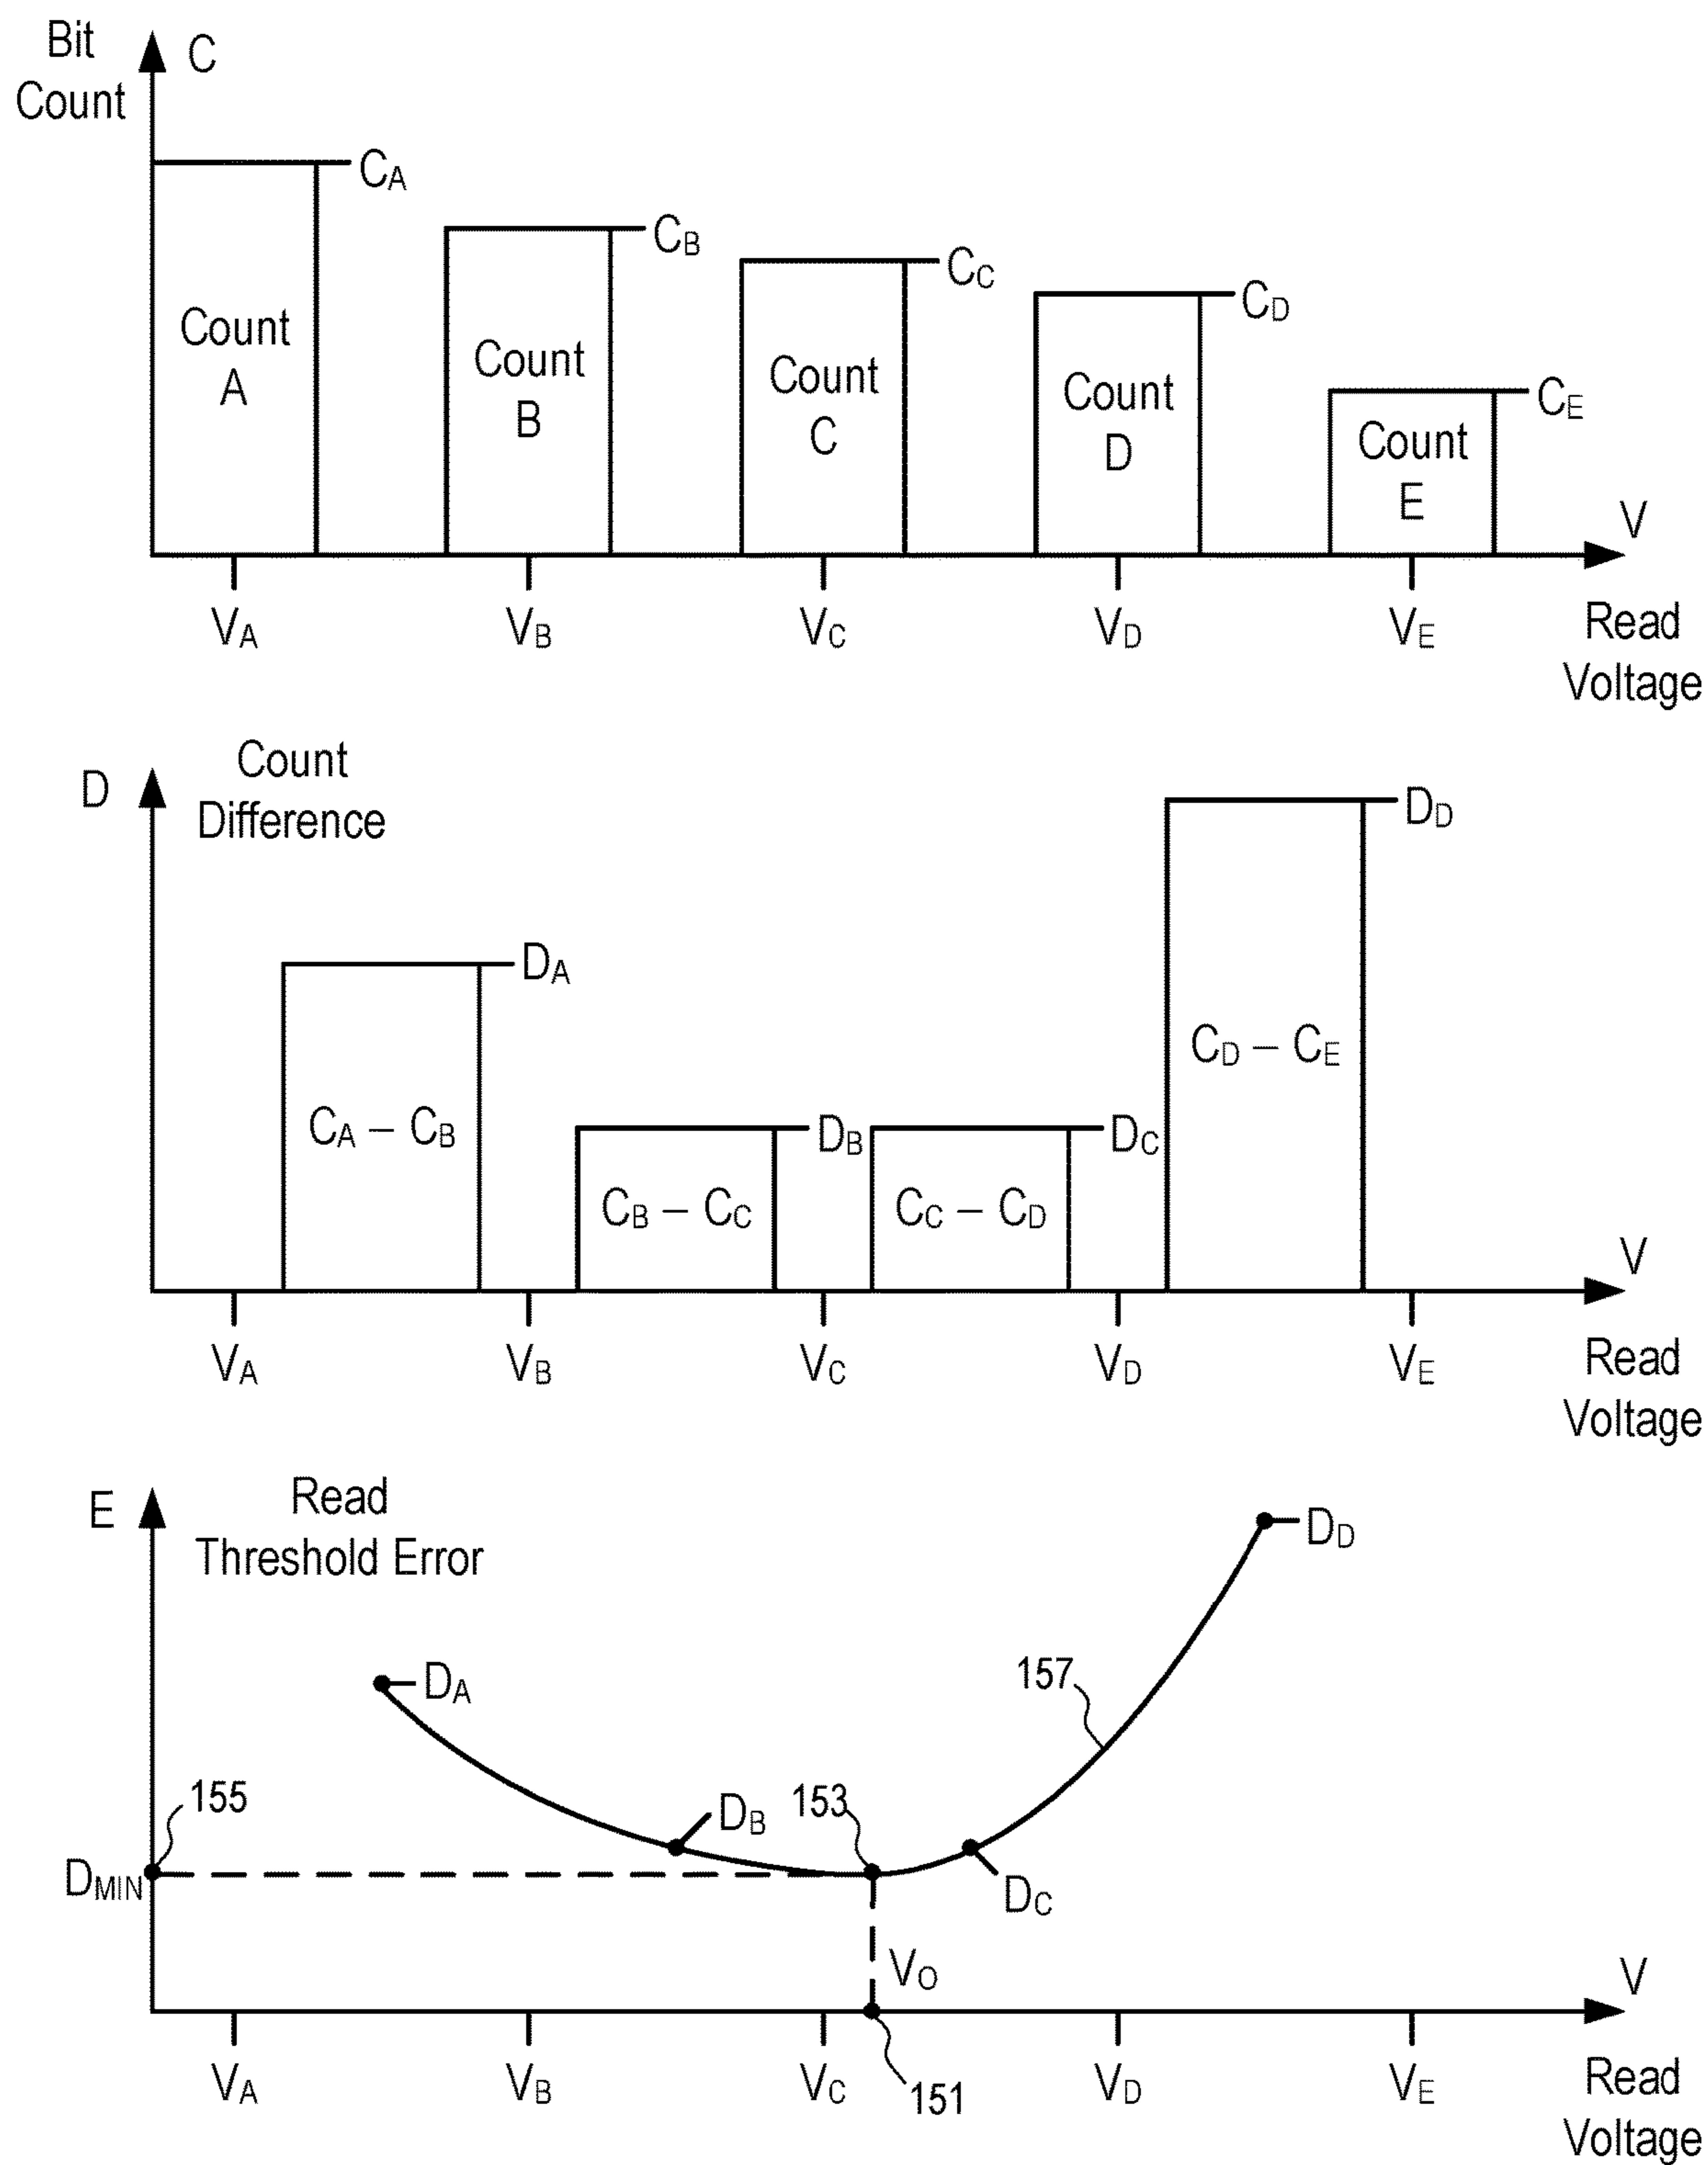 Bit
Count
C
CA
CB
CC
CD
CE
Count
A
Count
B
Count
C
Count
D
Count
E
V
VA
VB
VC
VD
VE
Read
Voltage
D
Count
Difference
DD
DA
CD – CE
CA – CB
DB
DC
CB – CC
CC – CD
V
VA
VB
VC
VD
VE
Read
Voltage
E
Read
Threshold Error
DD
DA
157
155
DB
153
DMIN
DC
VO
V
VA
VB
VC
151
VD
VE
Read
Voltage